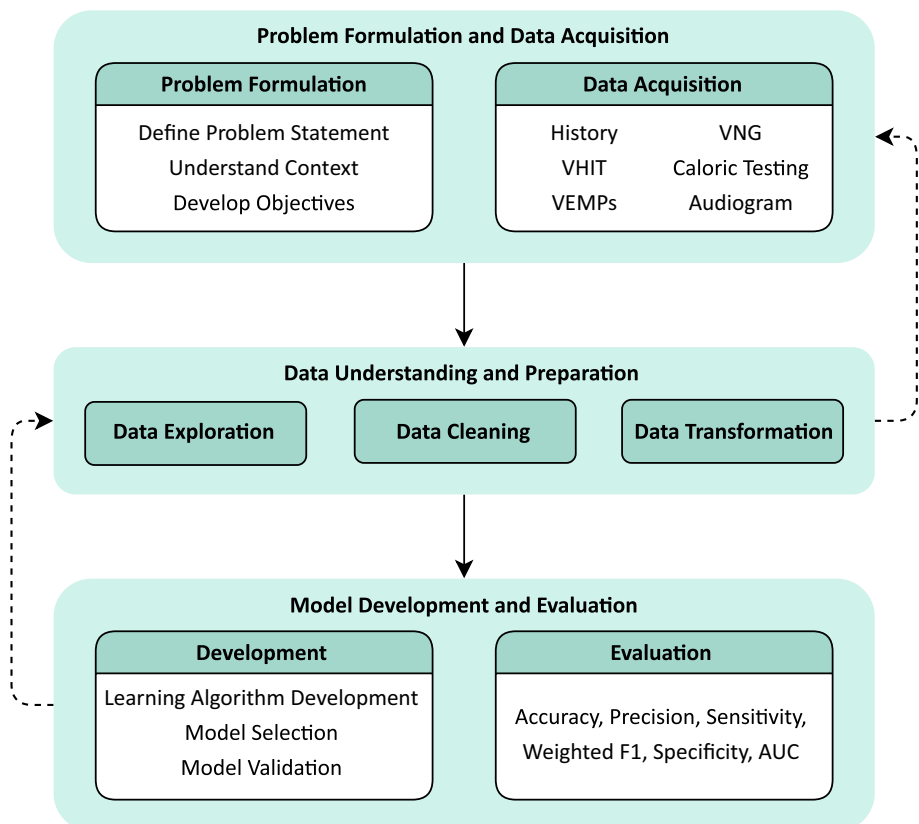 Problem Formulation and Data Acquisition
Problem Formulation
Define Problem Statement
Understand Context
Develop Objectives
Data Acquisition
History
VNG
VHIT
Caloric Testing
VEMPs
Audiogram
Data Understanding and Preparation
Data Exploration
Data Cleaning
Data Transformation
Model Development and Evaluation
Development
Learning Algorithm Development
Model Selection
Model Validation
Evaluation
Accuracy, Precision, Sensitivity,
Weighted F1, Specificity, AUC